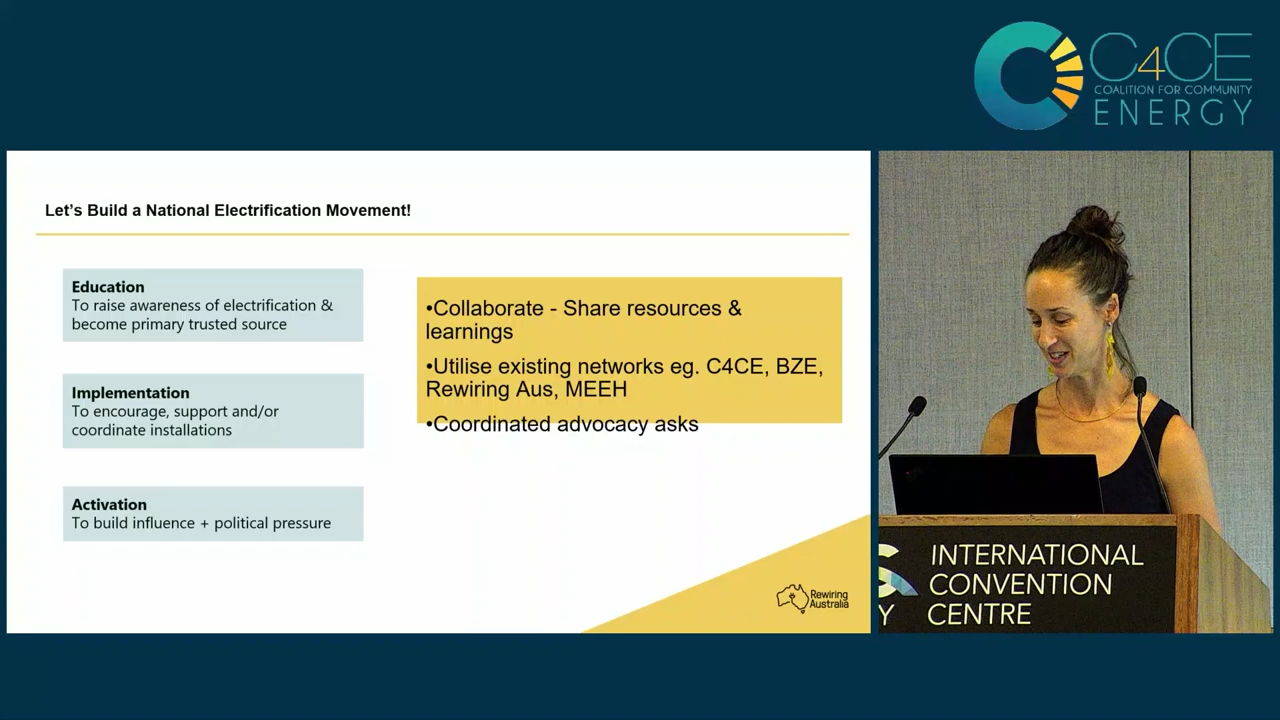 C4CE
COALITION FOR COMMUNITY
ENERGY
Let's Build a National Electrification Movement!
Education
To raise awareness of electrification &
become primary trusted source
Implementation
To encourage, support and/or
coordinate installations
Activation
To build influence + political pressure
•Collaborate - Share resources &
learnings
•Utilise existing networks eg. C4CE, BZE,
Rewiring Aus, MEEH
•Coordinated advocacy asks
Rewiring
Australia
INTERNATIONAL
CONVENTION
CENTRE